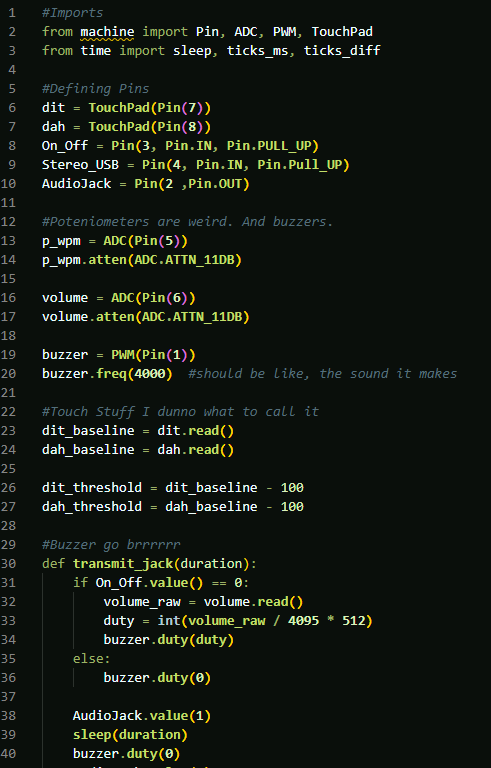 1 #Imports
2 from machine import Pin, ADC, PWM, TouchPad
3 from time import sleep, ticks_ms, ticks_diff
4
5 #Defining Pins
6 dit = TouchPad(Pin(7))
7 dah = TouchPad(Pin(8))
8 On_Off = Pin(3, Pin.IN, Pin.PULL_UP)
9 Stereo_USB = Pin(4, Pin.IN, Pin.Pull_UP)
10 AudioJack = Pin(2 ,Pin.OUT)
11
12 #Poteniometers are weird. And buzzers.
13 p_wpm = ADC(Pin(5))
14 p_wpm.atten(ADC.ATTN_11DB)
15
16 volume = ADC(Pin(6))
17 volume.atten(ADC.ATTN_11DB)
18
19 buzzer = PWM(Pin(1))
20 buzzer.freq(4000)  #should be like, the sound it makes
21
22 #Touch Stuff I dunno what to call it
23 dit_baseline = dit.read()
24 dah_baseline = dah.read()
25
26 dit_threshold = dit_baseline - 100
27 dah_threshold = dah_baseline - 100
28
29 #Buzzer go brrrrrr
30 def transmit_jack(duration):
31     if On_Off.value() == 0:
32         volume_raw = volume.read()
33         duty = int(volume_raw / 4095 * 512)
34         buzzer.duty(duty)
35     else:
36         buzzer.duty(0)
37
38     AudioJack.value(1)
39     sleep(duration)
40     buzzer.duty(0)